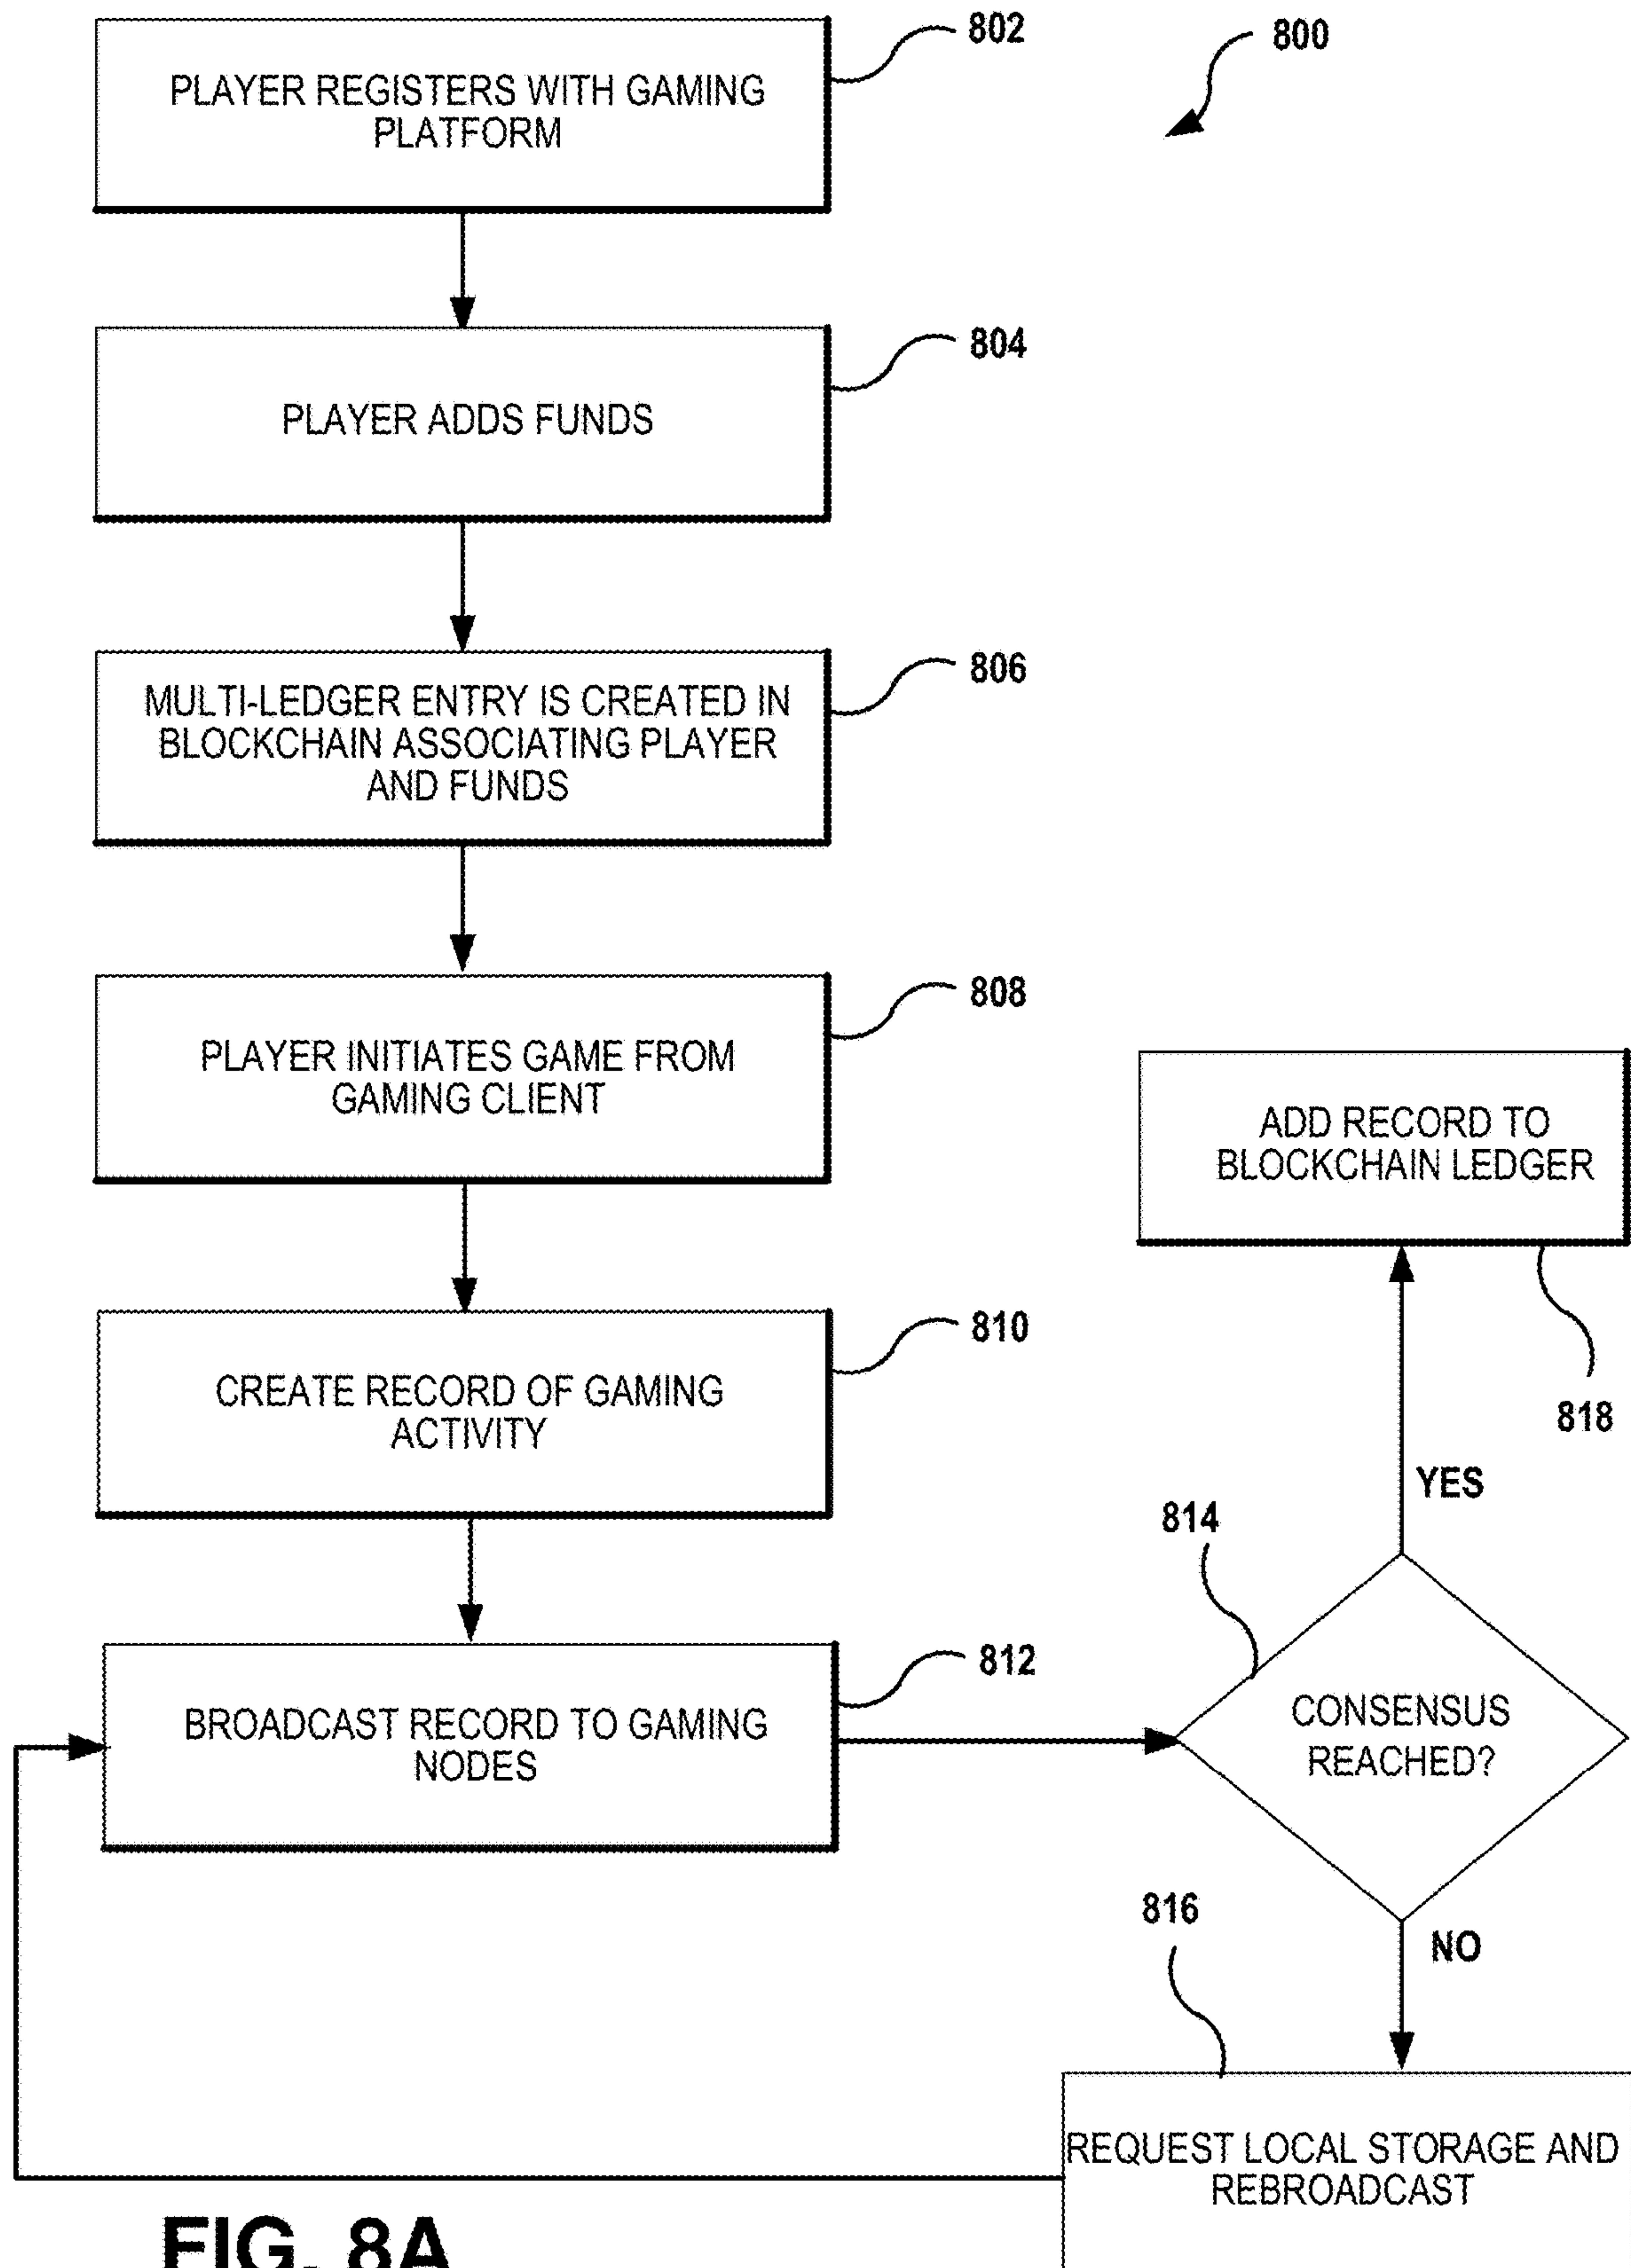 802
800
PLAYER REGISTERS WITH GAMING
PLATFORM
804
PLAYER ADDS FUNDS
806
MULTI-LEDGER ENTRY IS CREATED IN
BLOCKCHAIN ASSOCIATING PLAYER
AND FUNDS
808
PLAYER INITIATES GAME FROM
GAMING CLIENT
ADD RECORD TO
BLOCKCHAIN LEDGER
810
CREATE RECORD OF GAMING
ACTIVITY
818
YES
814
812
BROADCAST RECORD TO GAMING
NODES
CONSENSUS
REACHED?
816
NO
REQUEST LOCAL STORAGE AND
REBROADCAST
FIG. 8A